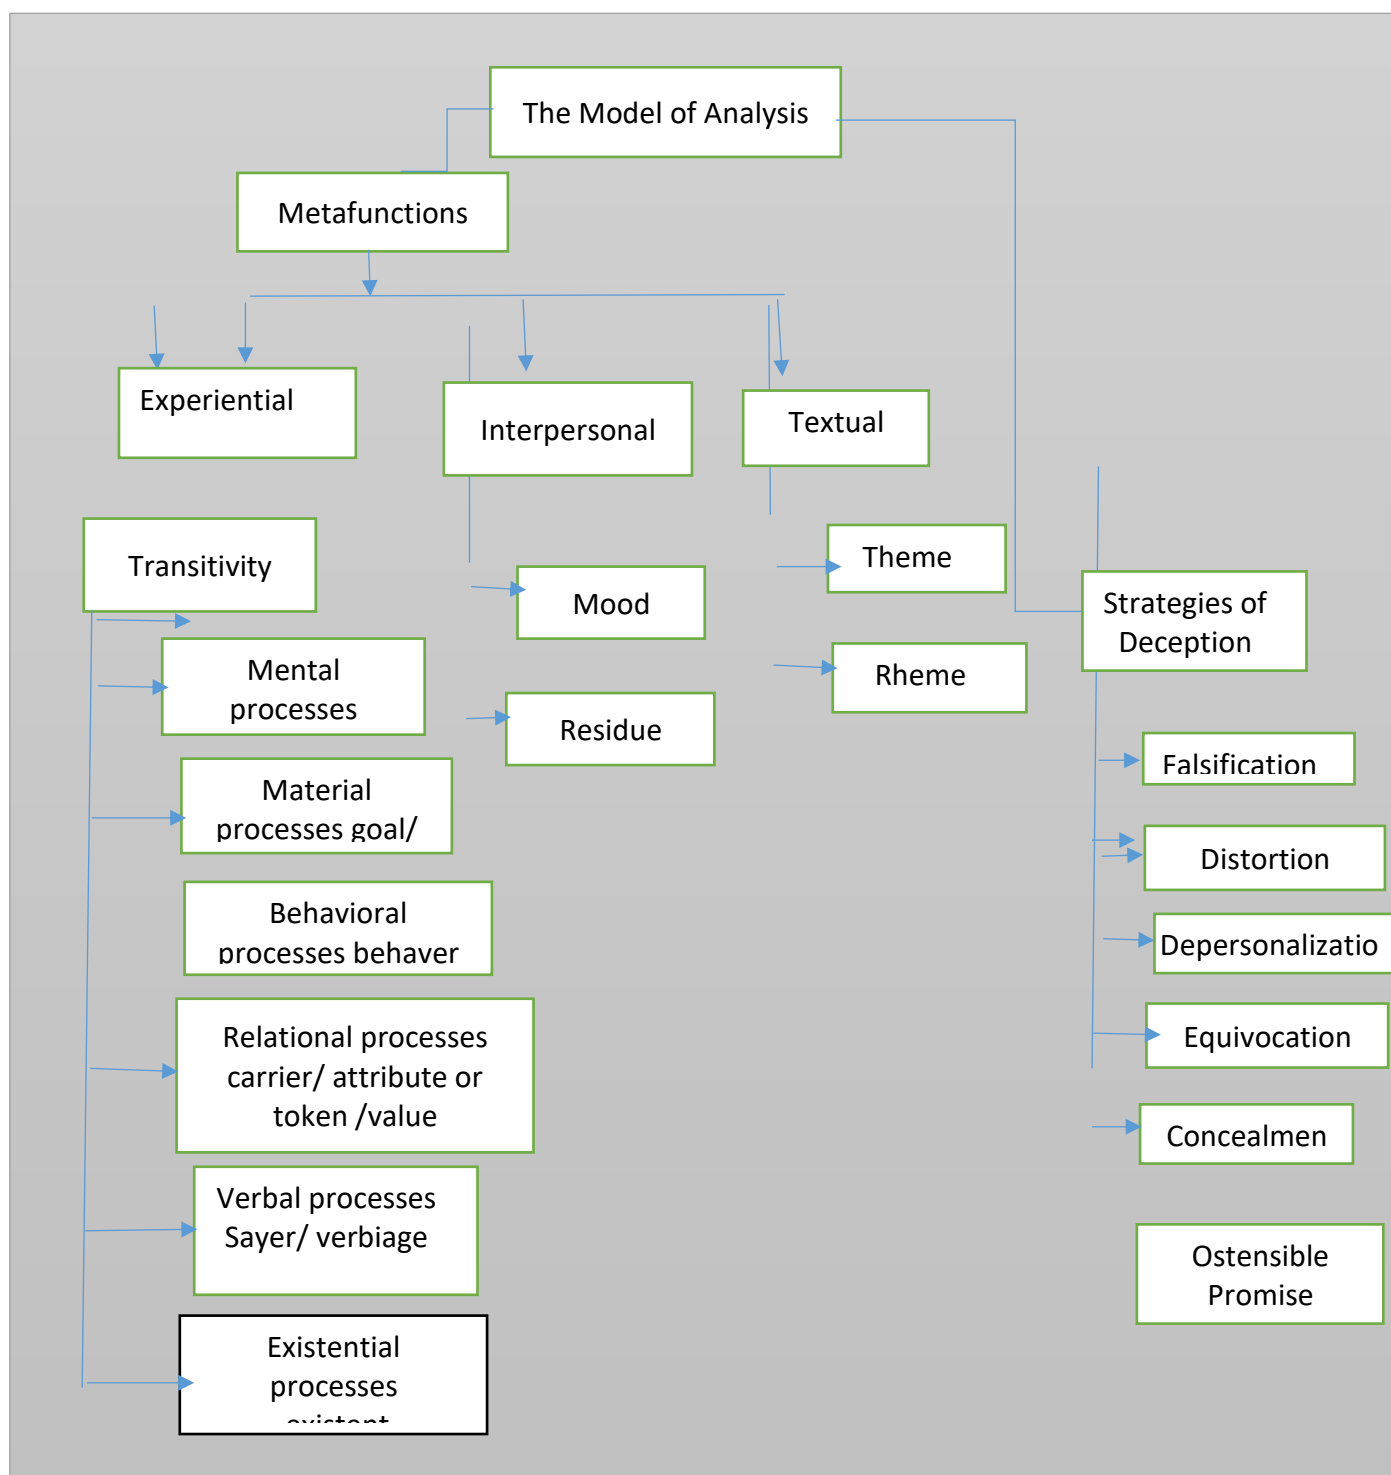 The Model of Analysis
Metafunctions
Experiential
Interpersonal
Textual
Transitivity
Mental
processes
Material
processes goal/
Behavioral
processes behaver
Relational processes
carrier/ attribute or
token /value
Verbal processes
Sayer/ verbiage
Existential
processes
existent
Mood
Residue
Theme
Rheme
Strategies of
Deception
Falsification
Distortion
Depersonalizatio
Equivocation
Concealmen
Ostensible
Promise